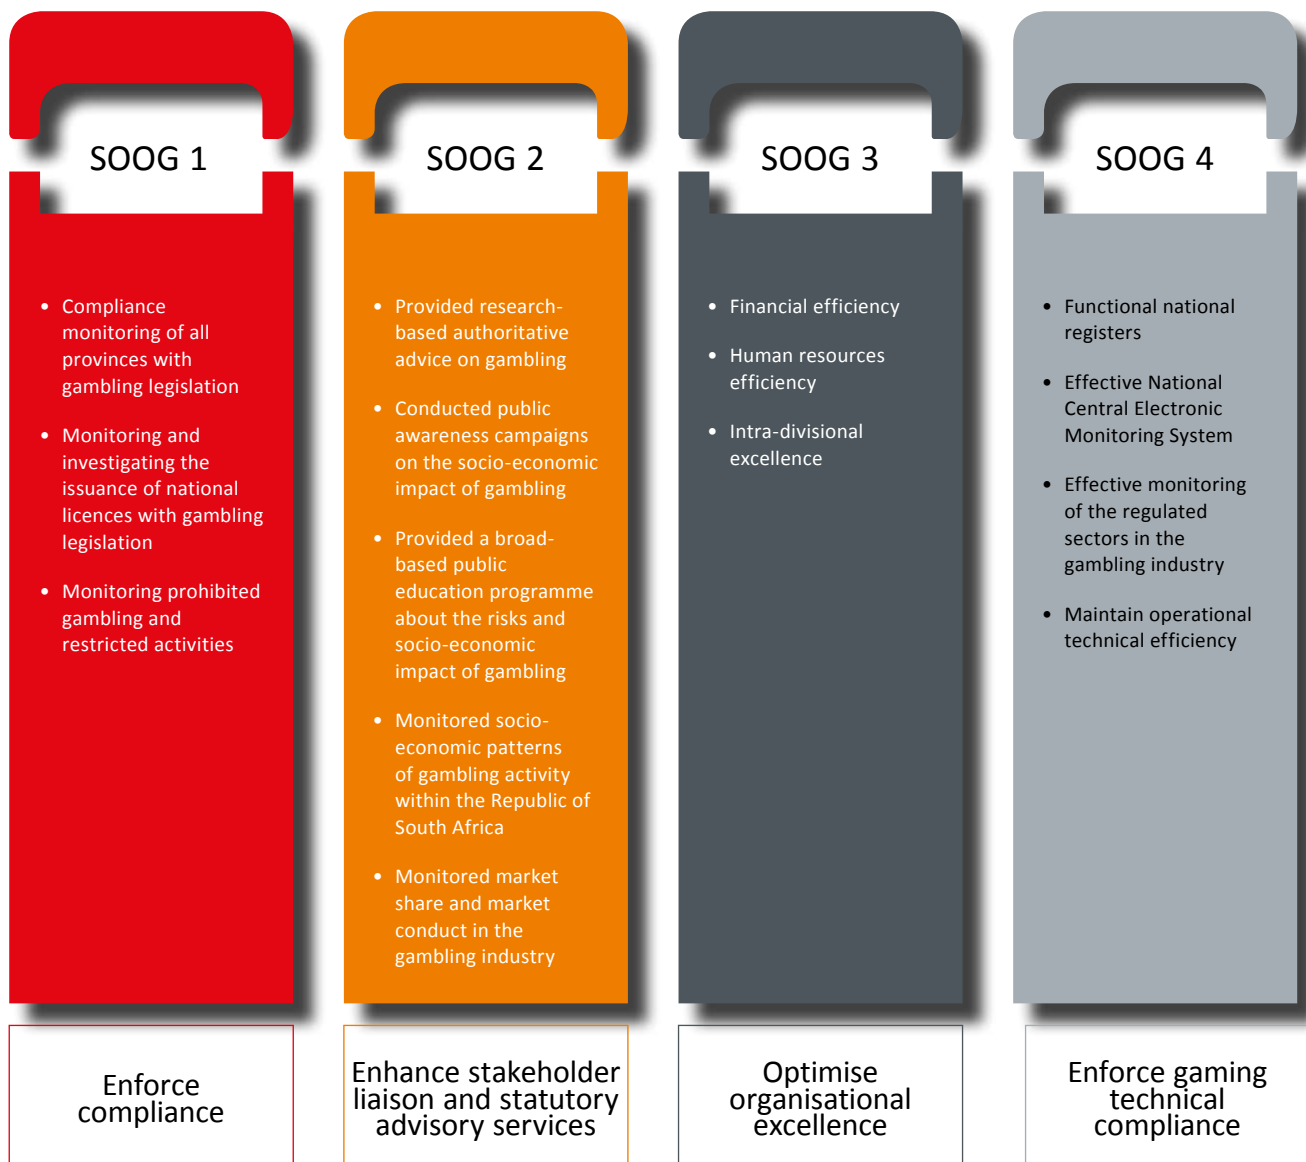 SOOG 1
• Compliance
monitoring of all
provinces with
gambling legislation
• Monitoring and
investigating the
issuance of national
licences with gambling
legislation
• Monitoring prohibited
gambling and
restricted activities
Enforce
compliance
SOOG 2
• Provided research-
based authoritative
advice on gambling
• Conducted public
awareness campaigns
on the socio-economic
impact of gambling
• Provided a broad-
based public
education programme
about the risks and
socio-economic
impact of gambling
• Monitored socio-
economic patterns
of gambling activity
within the Republic of
South Africa
• Monitored market
share and market
conduct in the
gambling industry
Enhance stakeholder
liaison and statutory
advisory services
SOOG 3
• Financial efficiency
• Human resources
efficiency
• Intra-divisional
excellence
Optimise
organisational
excellence
SOOG 4
• Functional national
registers
• Effective National
Central Electronic
Monitoring System
• Effective monitoring
of the regulated
sectors in the
gambling industry
• Maintain operational
technical efficiency
Enforce gaming
technical
compliance